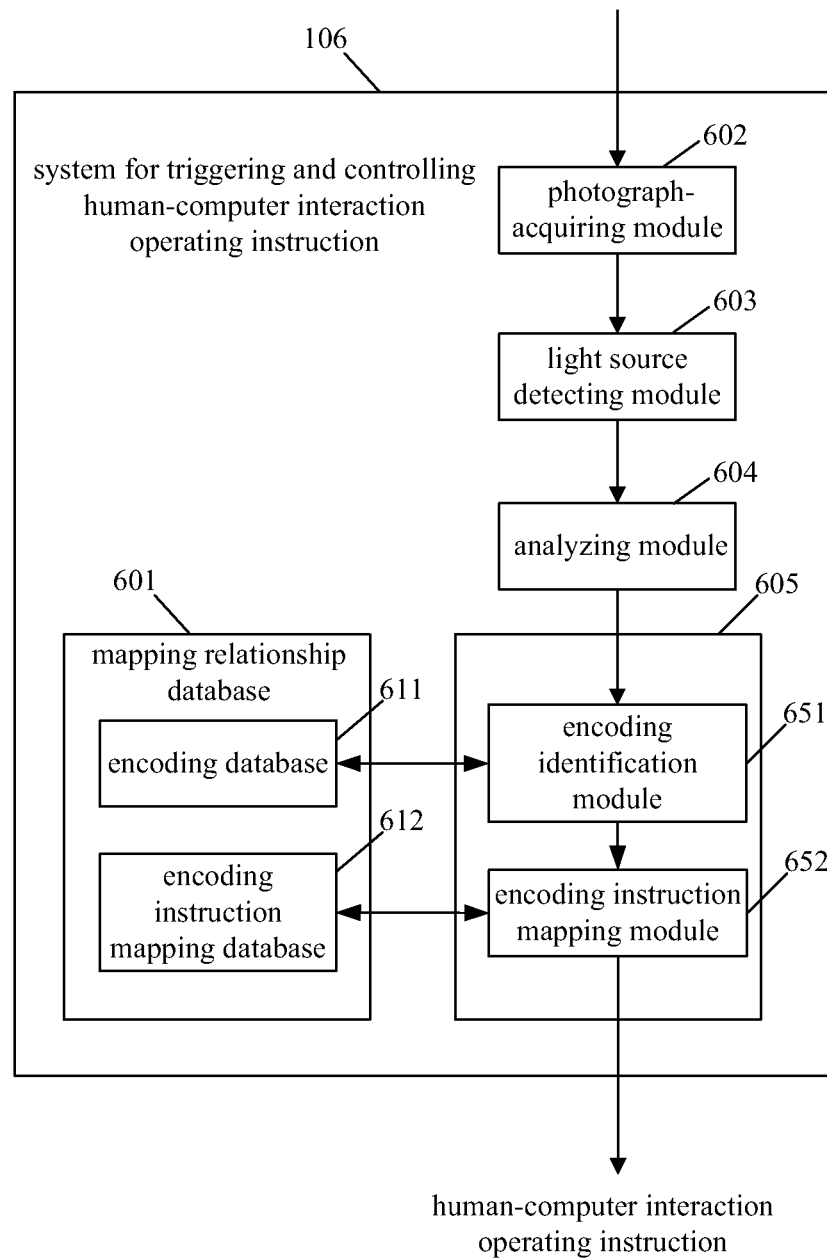 106
602
system for triggering and controlling
human-computer interaction
operating instruction
photograph-
acquiring module
603
light source
detecting module
604
analyzing module
601
605
mapping relationship
database
611
encoding database
651
encoding
identification
module
612
encoding
instruction
mapping database
652
encoding instruction
mapping module
human-computer interaction
operating instruction